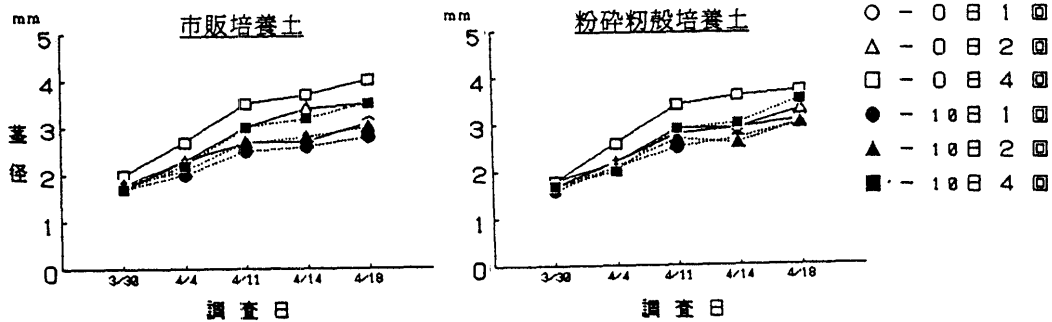 市販培養土
mm
5
4
3
2
1
0
茎径
3/30 4/4 4/11 4/14 4/18
調査日
粉砕籾殻培養土
mm
5
4
3
2
1
0
3/30 4/4 4/11 4/14 4/18
調査日
○ - 0日1回
△ - 0日2回
□ - 0日4回
● - 10日1回
▲ - 10日2回
■ - 10日4回